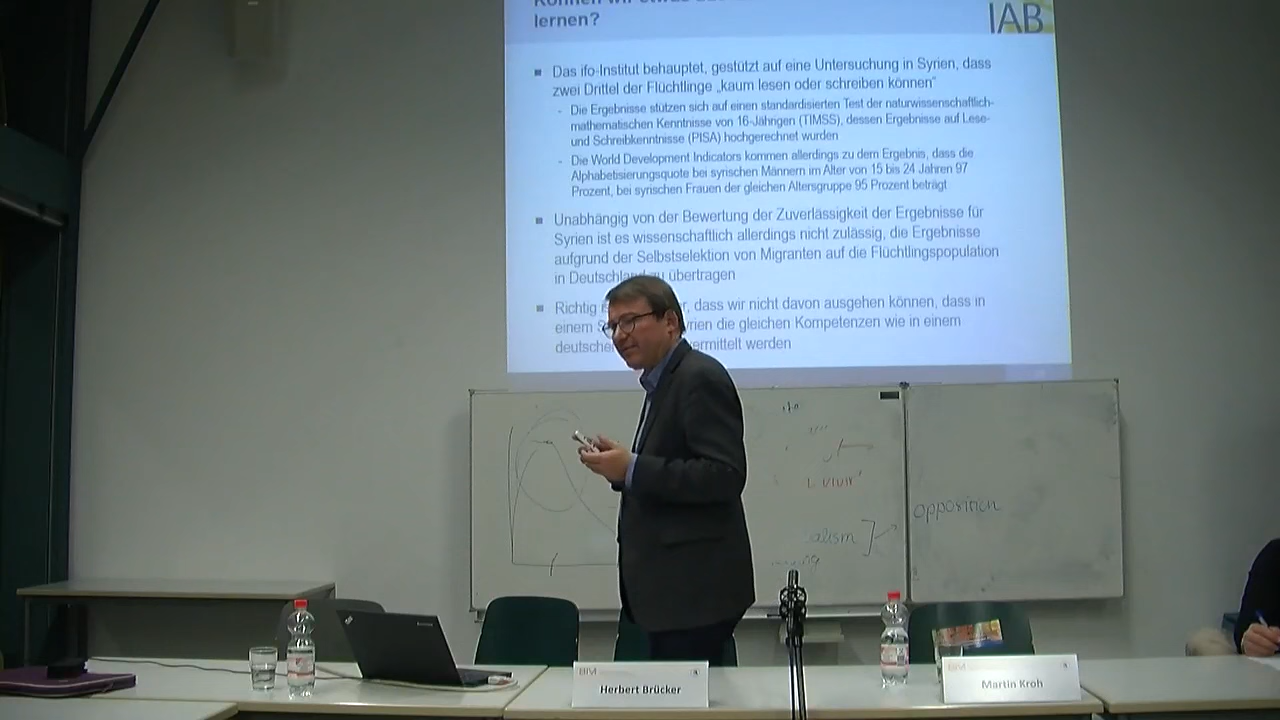 Können wir etwas
lernen?
IAB
Das ifo-Institut behauptet, gestützt auf eine Untersuchung in Syrien, dass
zwei Drittel der Flüchtlinge „kaum lesen oder schreiben können“
- Die Ergebnisse stützen sich auf einen standardisierten Test der naturwissenschaftlich-
mathematischen Kenntnisse von 16-Jährigen (TIMSS), dessen Ergebnisse auf Lese-
und Schreibkenntnisse (PISA) hochgerechnet wurden
- Die World Development Indicators kommen allerdings zu dem Ergebnis, dass die
Alphabetisierungsquote bei syrischen Männern im Alter von 15 bis 24 Jahren 97
Prozent, bei syrischen Frauen der gleichen Altersgruppe 95 Prozent beträgt
Unabhängig von der Bewertung der Zuverlässigkeit der Ergebnisse für
Syrien ist es wissenschaftlich allerdings nicht zulässig, die Ergebnisse
aufgrund der Selbstselektion von Migranten auf die Flüchtlingspopulation
in Deutschland zu übertragen
Richtig dass wir nicht davon ausgehen können, dass in
einem die gleichen Kompetenzen wie in einem
vermittelt werden
opposition
alism
Herbert Brücker
Martin Kroh